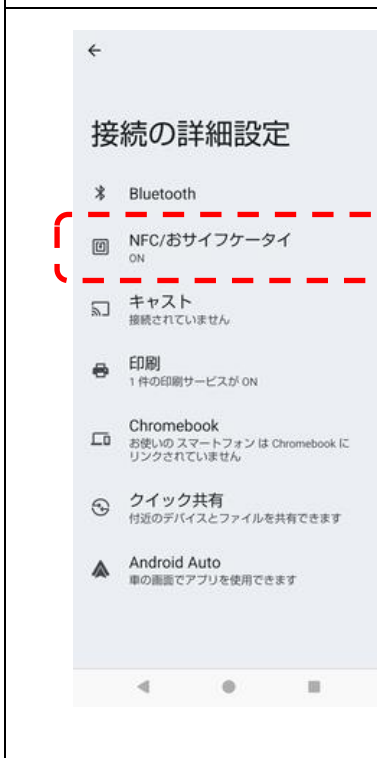 接続の詳細設定
Bluetooth
NFC/おサイフケータイ
ON
キャスト
接続されていません
印刷
1 件の印刷サービスが ON
Chromebook
お使いの スマートフォン は Chromebook に
リンクされていません
クイック共有
付近のデバイスとファイルを共有できます
Android Auto
車の画面でアプリを使用できます